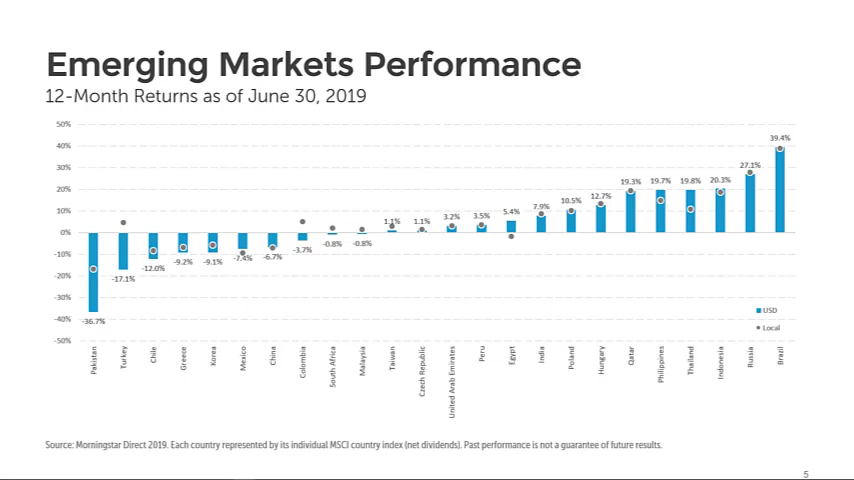 Emerging Markets Performance
12-Month Returns as of June 30, 2019
50%
40%
30%
20%
10%
0%
-10%
-20%
-30%
-40%
-50%
-36.7%
-17.1%
-12.0%
-9.2%
-9.1%
-7.4%
-6.7%
-3.7%
-0.8%
-0.8%
1.1%
1.1%
3.2%
3.5%
5.4%
7.9%
10.5%
12.7%
19.3%
19.7%
19.8%
20.3%
27.1%
39.4%
USD
Local
Pakistan
Turkey
Chile
Greece
Korea
Mexico
China
Colombia
South Africa
Malaysia
Taiwan
Czech Republic
United Arab Emirates
Peru
Egypt
India
Poland
Hungary
Qatar
Philippines
Thailand
Indonesia
Russia
Brazil
Source: Morningstar Direct 2019. Each country represented by its individual MSCI country index (net dividends). Past performance is not a guarantee of future results.
5